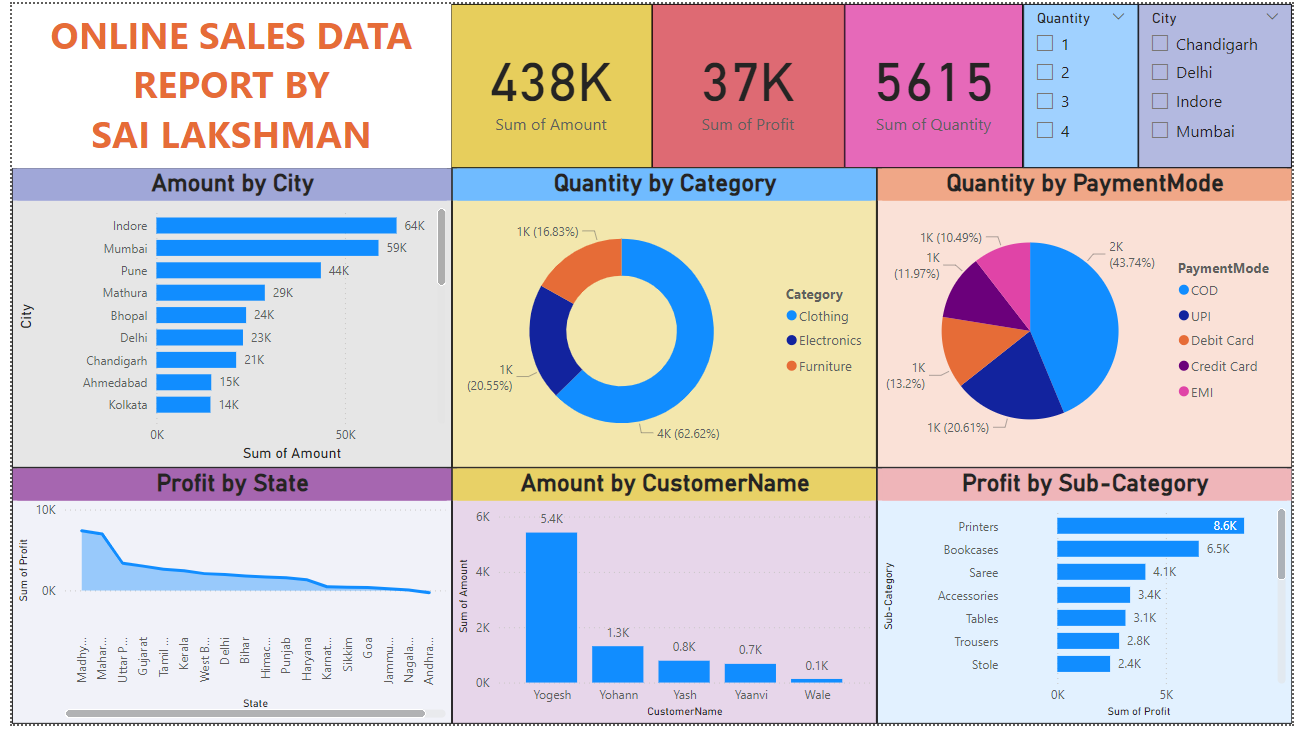 ONLINE SALES DATA
REPORT BY
SAI LAKSHMAN
438K
Sum of Amount
37K
Sum of Profit
5615
Sum of Quantity
Quantity
1
2
3
4
City
Chandigarh
Delhi
Indore
Mumbai
Amount by City
City
Indore 64K
Mumbai 59K
Pune 44K
Mathura 29K
Bhopal 24K
Delhi 23K
Chandigarh 21K
Ahmedabad 15K
Kolkata 14K
0K 50K
Sum of Amount
Quantity by Category
1K (16.83%)
1K
(20.55%)
4K (62.62%)
Category
Clothing
Electronics
Furniture
Quantity by PaymentMode
1K (10.49%)
1K
(11.97%)
1K
(13.2%)
1K (20.61%)
2K
(43.74%)
PaymentMode
COD
UPI
Debit Card
Credit Card
EMI
Profit by State
Sum of Profit
10K
0K
Madhy...
Mahar...
Uttar P...
Gujarat
Tamil ...
Kerala
West B...
Delhi
Bihar
Himac...
Punjab
Haryana
Karnat...
Sikkim
Goa
Jammu...
Nagala...
Andhra...
State
Amount by CustomerName
Sum of Amount
6K
4K
2K
0K
5.4K
1.3K
0.8K
0.7K
0.1K
Yogesh Yohann Yash Yaanvi Wale
CustomerName
Profit by Sub-Category
Sub-Category
Printers 8.6K
Bookcases 6.5K
Saree 4.1K
Accessories 3.4K
Tables 3.1K
Trousers 2.8K
Stole 2.4K
0K 5K
Sum of Profit